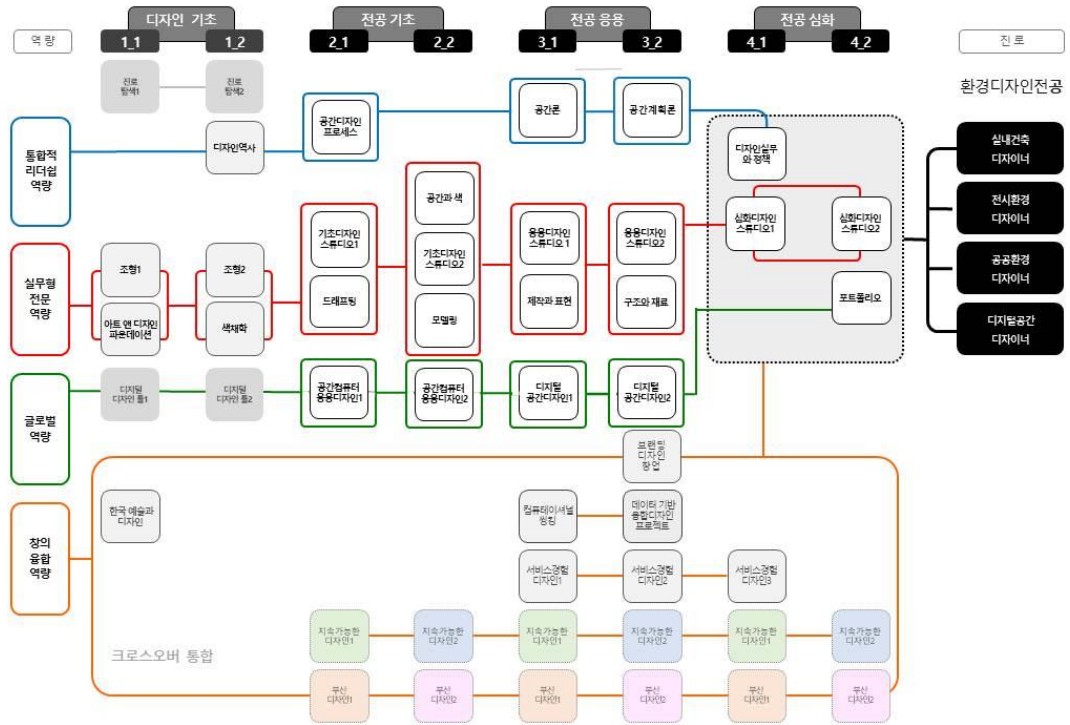 디자인 기초
전공 기초
전공 응용
전공 심화
역 량
1_1
1_2
2_1
2_2
3_1
3_2
4_1
4_2
진 로
진로
탐색1
진로
탐색2
환경디자인전공
통합적
리더쉽
역량
디자인역사
공간디자인
프로세스
공간론
공간계획론
디자인실무
와 정책
실내건축
디자이너
전시환경
디자이너
공공환경
디자이너
디지털공간
디자이너
실무형
전문
역량
조형1
아트 앤 디자인
파운데이션
조형2
색채학
기초디자인
스튜디오1
드래프팅
공간과 색
기초디자인
스튜디오2
모델링
응용디자인
스튜디오 1
제작과 표현
응용디자인
스튜디오2
구조와 재료
심화디자인
스튜디오1
심화디자인
스튜디오2
포트폴리오
글로벌
역량
디지털
디자인 툴1
디지털
디자인 툴2
공간컴퓨터
응용디자인1
공간컴퓨터
응용디자인2
디지털
공간디자인1
디지털
공간디자인2
창의
융합
역량
한국 예술과
디자인
브랜딩
디자인
창업
컴퓨테이셔널
씽킹
데이터 기반
융합디자인
프로젝트
서비스경험
디자인1
서비스경험
디자인2
서비스경험
디자인3
지속가능한
디자인1
지속가능한
디자인2
지속가능한
디자인1
지속가능한
디자인2
지속가능한
디자인1
지속가능한
디자인2
크로스오버 통합
부산
디자인1
부산
디자인2
부산
디자인1
부산
디자인2
부산
디자인1
부산
디자인2